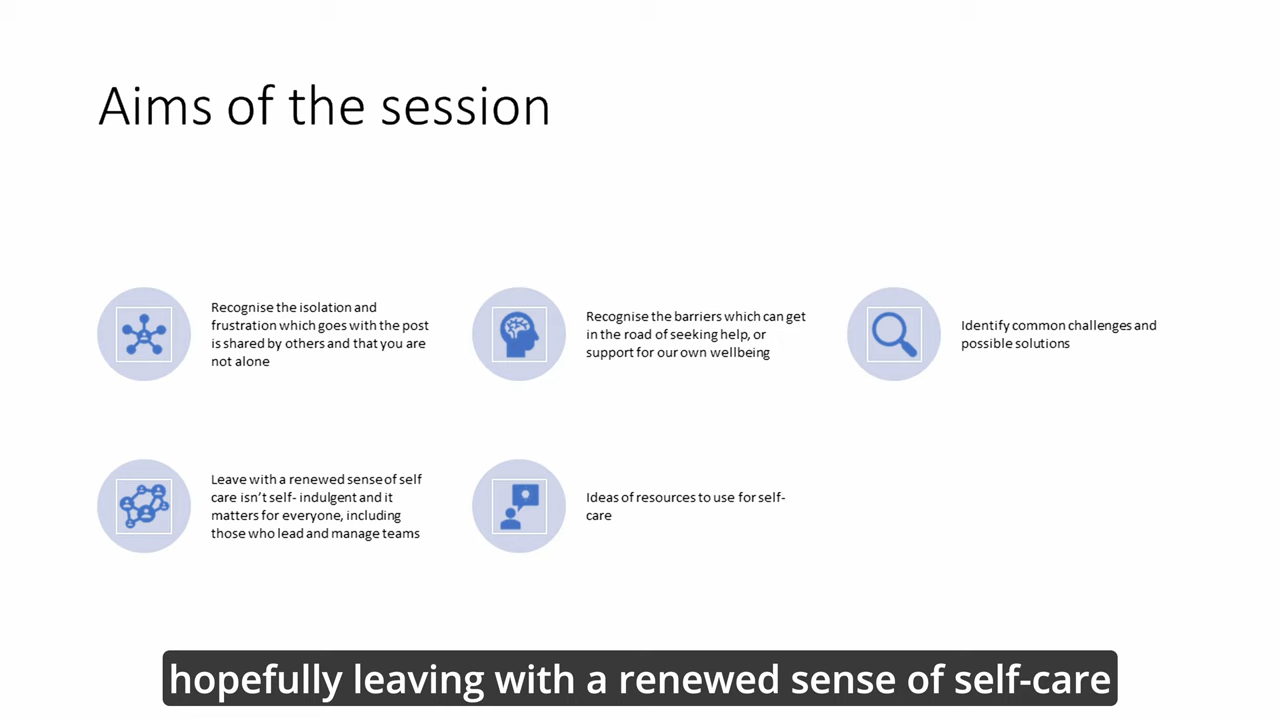 Aims of the session
Recognise the isolation and
frustration which goes with the post
is shared by others and that you are
not alone
Recognise the barriers which can get
in the road of seeking help, or
support for our own wellbeing
Identify common challenges and
possible solutions
Leave with a renewed sense of self
care isn’t self- indulgent and it
matters for everyone, including
those who lead and manage teams
Ideas of resources to use for self-
care
hopefully leaving with a renewed sense of self-care